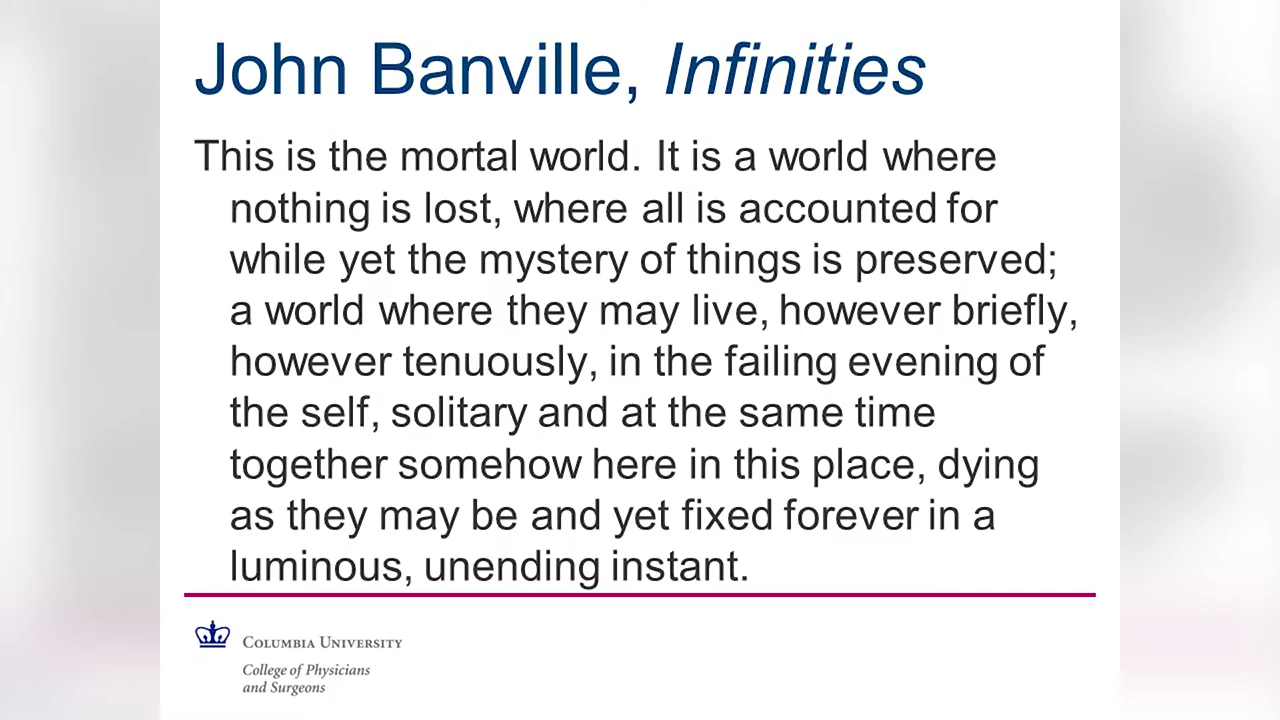 John Banville, Infinities
This is the mortal world. It is a world where
nothing is lost, where all is accounted for
while yet the mystery of things is preserved;
a world where they may live, however briefly,
however tenuously, in the failing evening of
the self, solitary and at the same time
together somehow here in this place, dying
as they may be and yet fixed forever in a
luminous, unending instant.
COLUMBIA UNIVERSITY
College of Physicians
and Surgeons